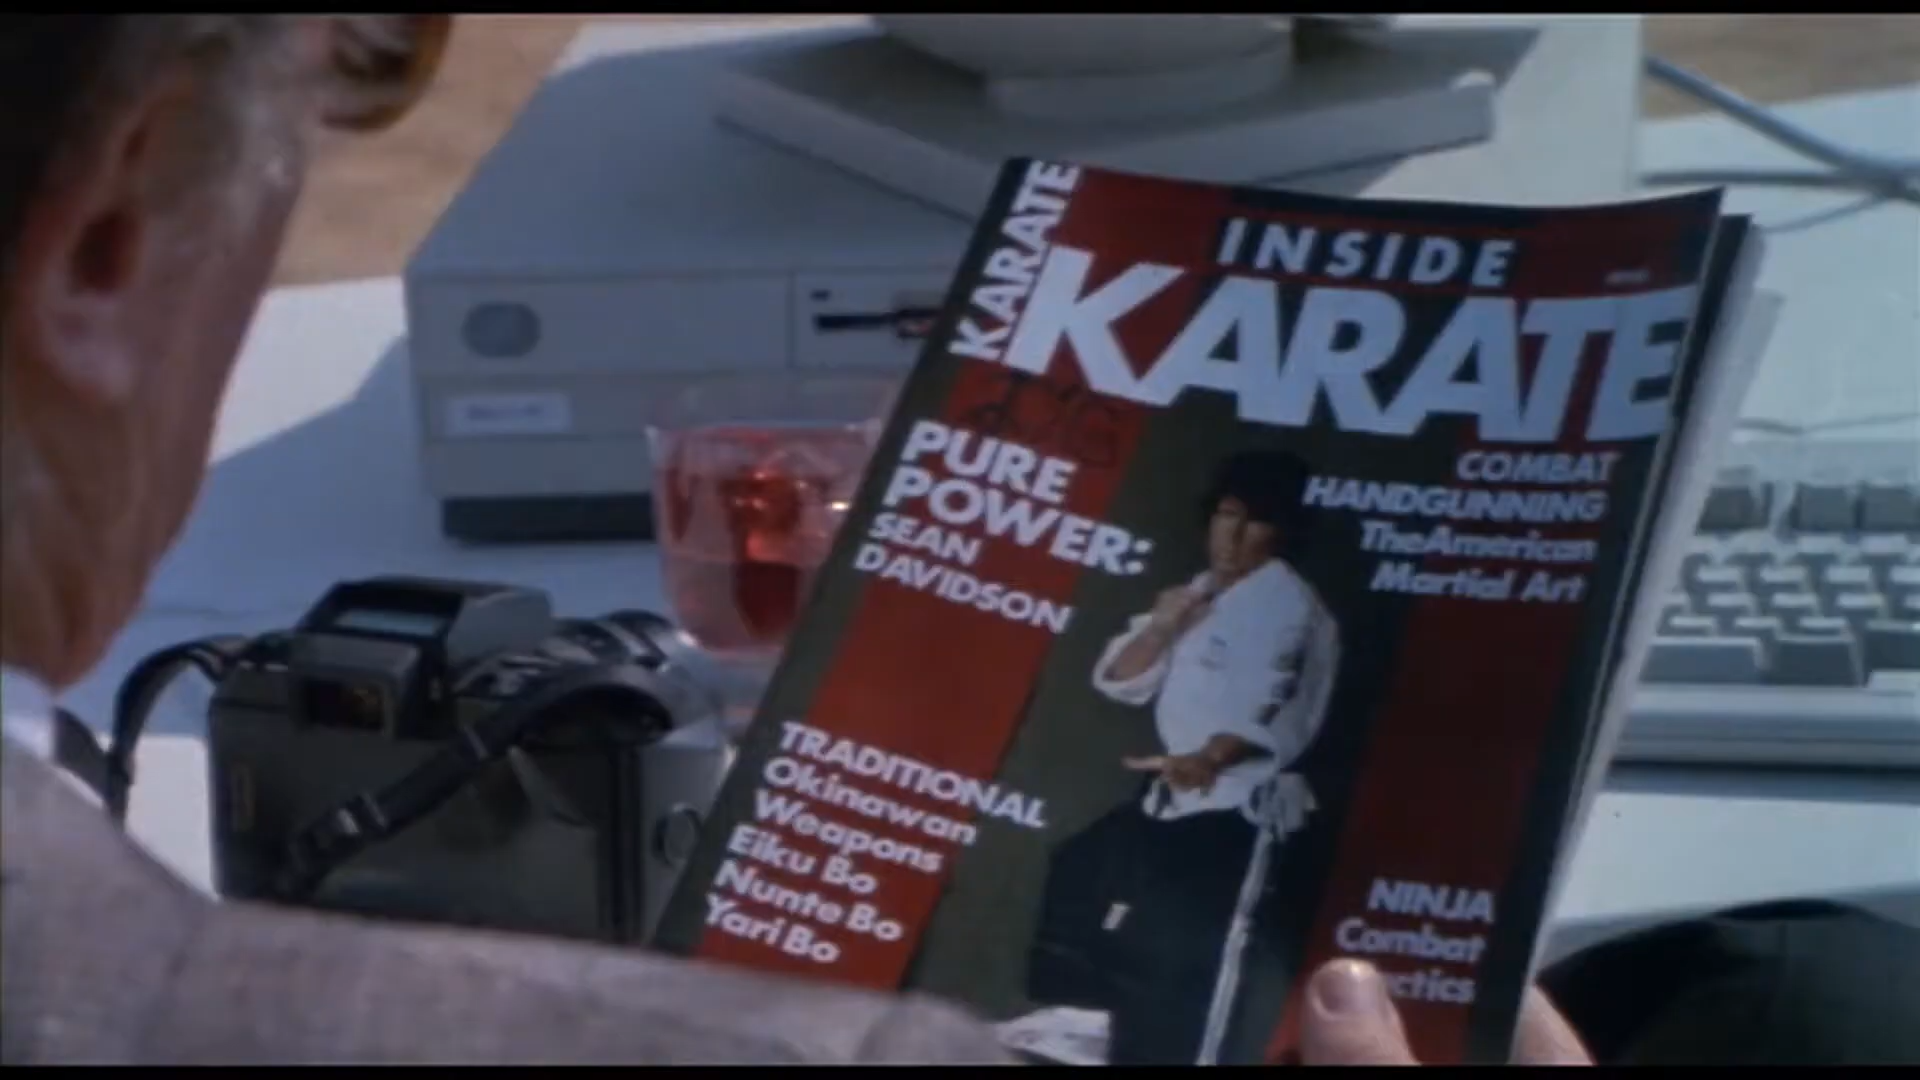 KARATE
INSIDE
KARATE
PURE
POWER:
SEAN
DAVIDSON
COMBAT
HANDGUNNING
The American
Martial Art
TRADITIONAL
Okinawan
Weapons
Eiku Bo
Nunte Bo
Yari Bo
NINJA
Combat
ctics